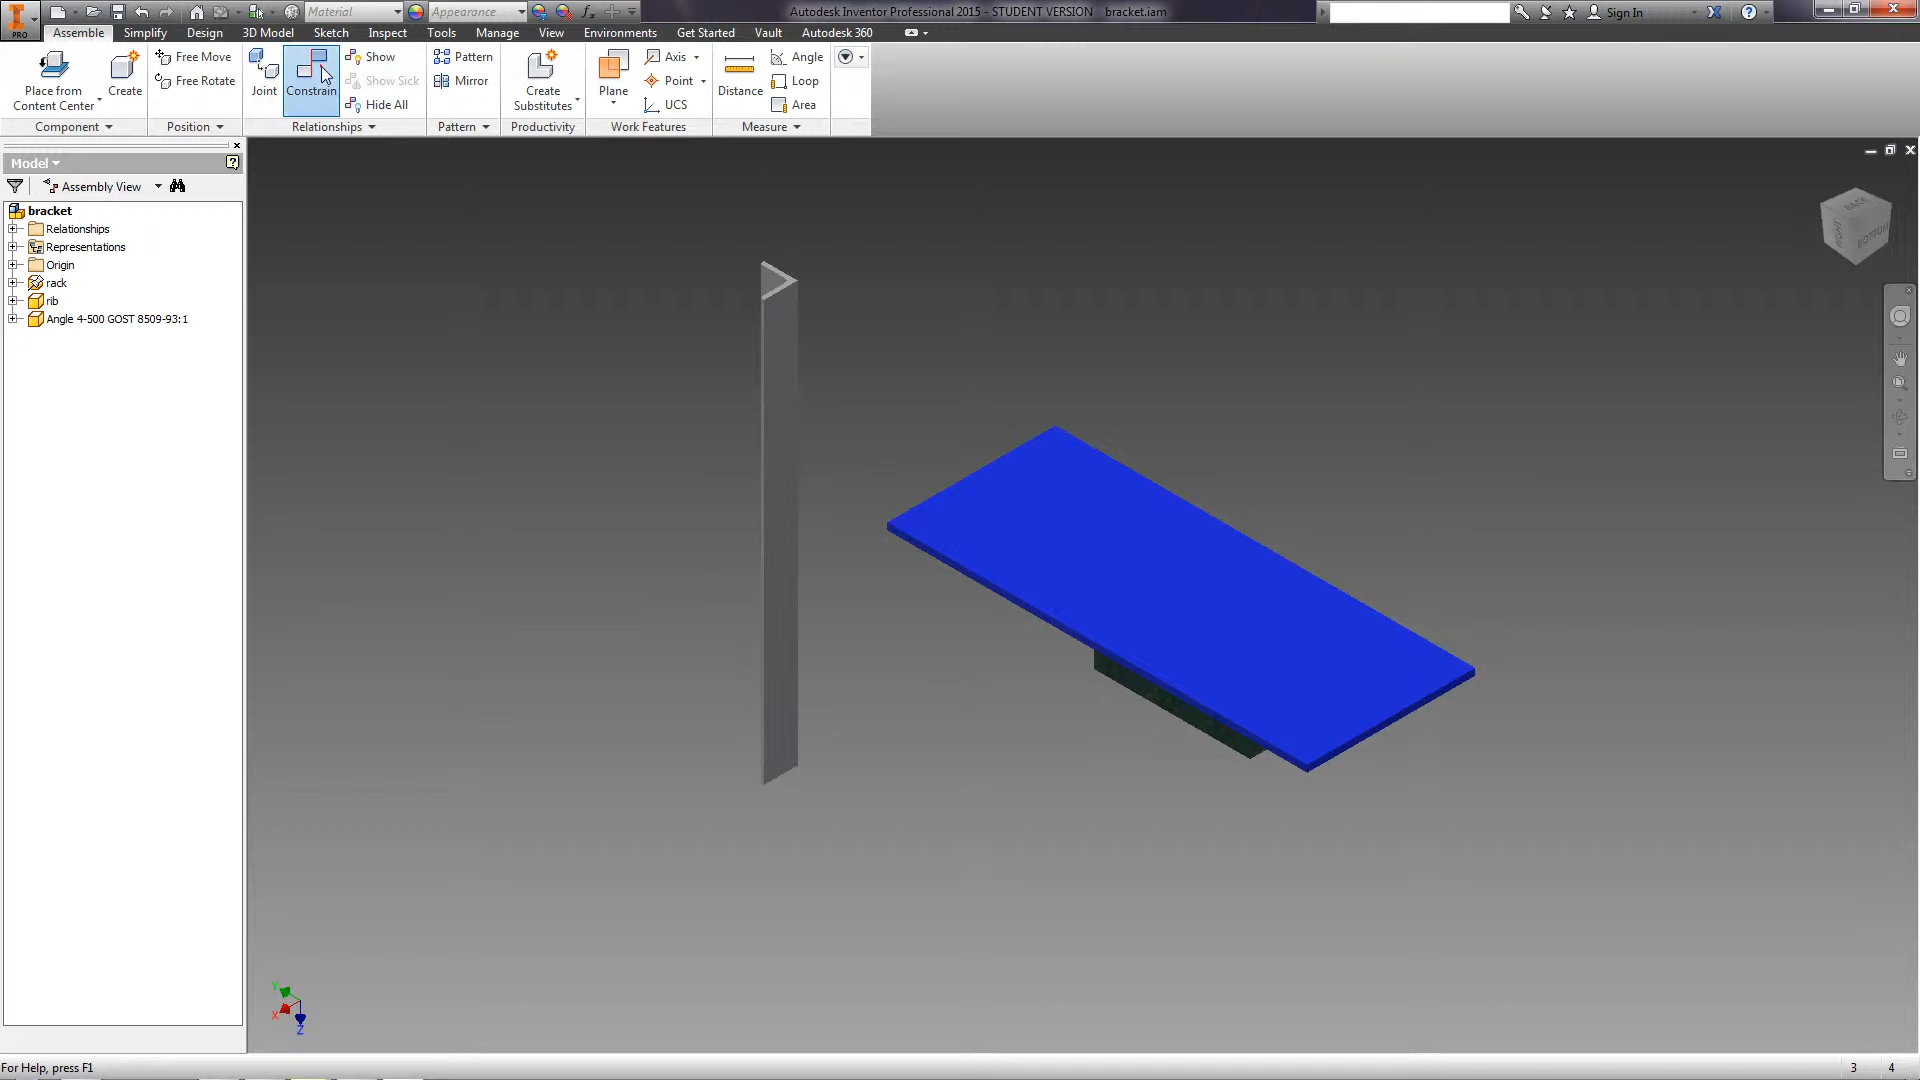 Material
Appearance
Autodesk Inventor Professional 2015 - STUDENT VERSION bracket.iam
Sign In
PRO
Assemble Simplify Design 3D Model Sketch Inspect Tools Manage View Environments Get Started Vault Autodesk 360
Place from Content Center
Create
Free Move
Free Rotate
Joint
Constrain
Show
Show Sick
Hide All
Pattern
Mirror
Create Substitutes
Plane
Axis
Point
UCS
Distance
Angle
Loop
Area
Component Position Relationships Pattern Productivity Work Features Measure
Model
Assembly View
bracket
Relationships
Representations
Origin
rack
rib
Angle 4-500 GOST 8509-93:1
BACK
RIGHT
BOTTOM
Y
X
Z
For Help, press F1
3 4